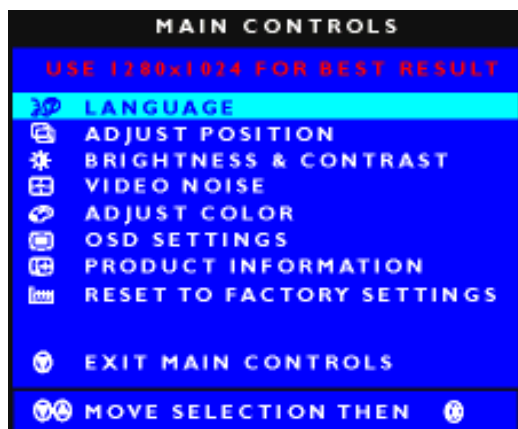 MAIN CONTROLS
USE 1280x1024 FOR BEST RESULT
LANGUAGE
ADJUST POSITION
BRIGHTNESS & CONTRAST
VIDEO NOISE
ADJUST COLOR
OSD SETTINGS
PRODUCT INFORMATION
RESET TO FACTORY SETTINGS
EXIT MAIN CONTROLS
MOVE SELECTION THEN